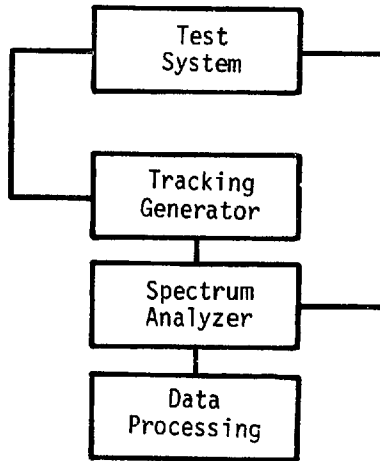 Test
System
Tracking
Generator
Spectrum
Analyzer
Data
Processing